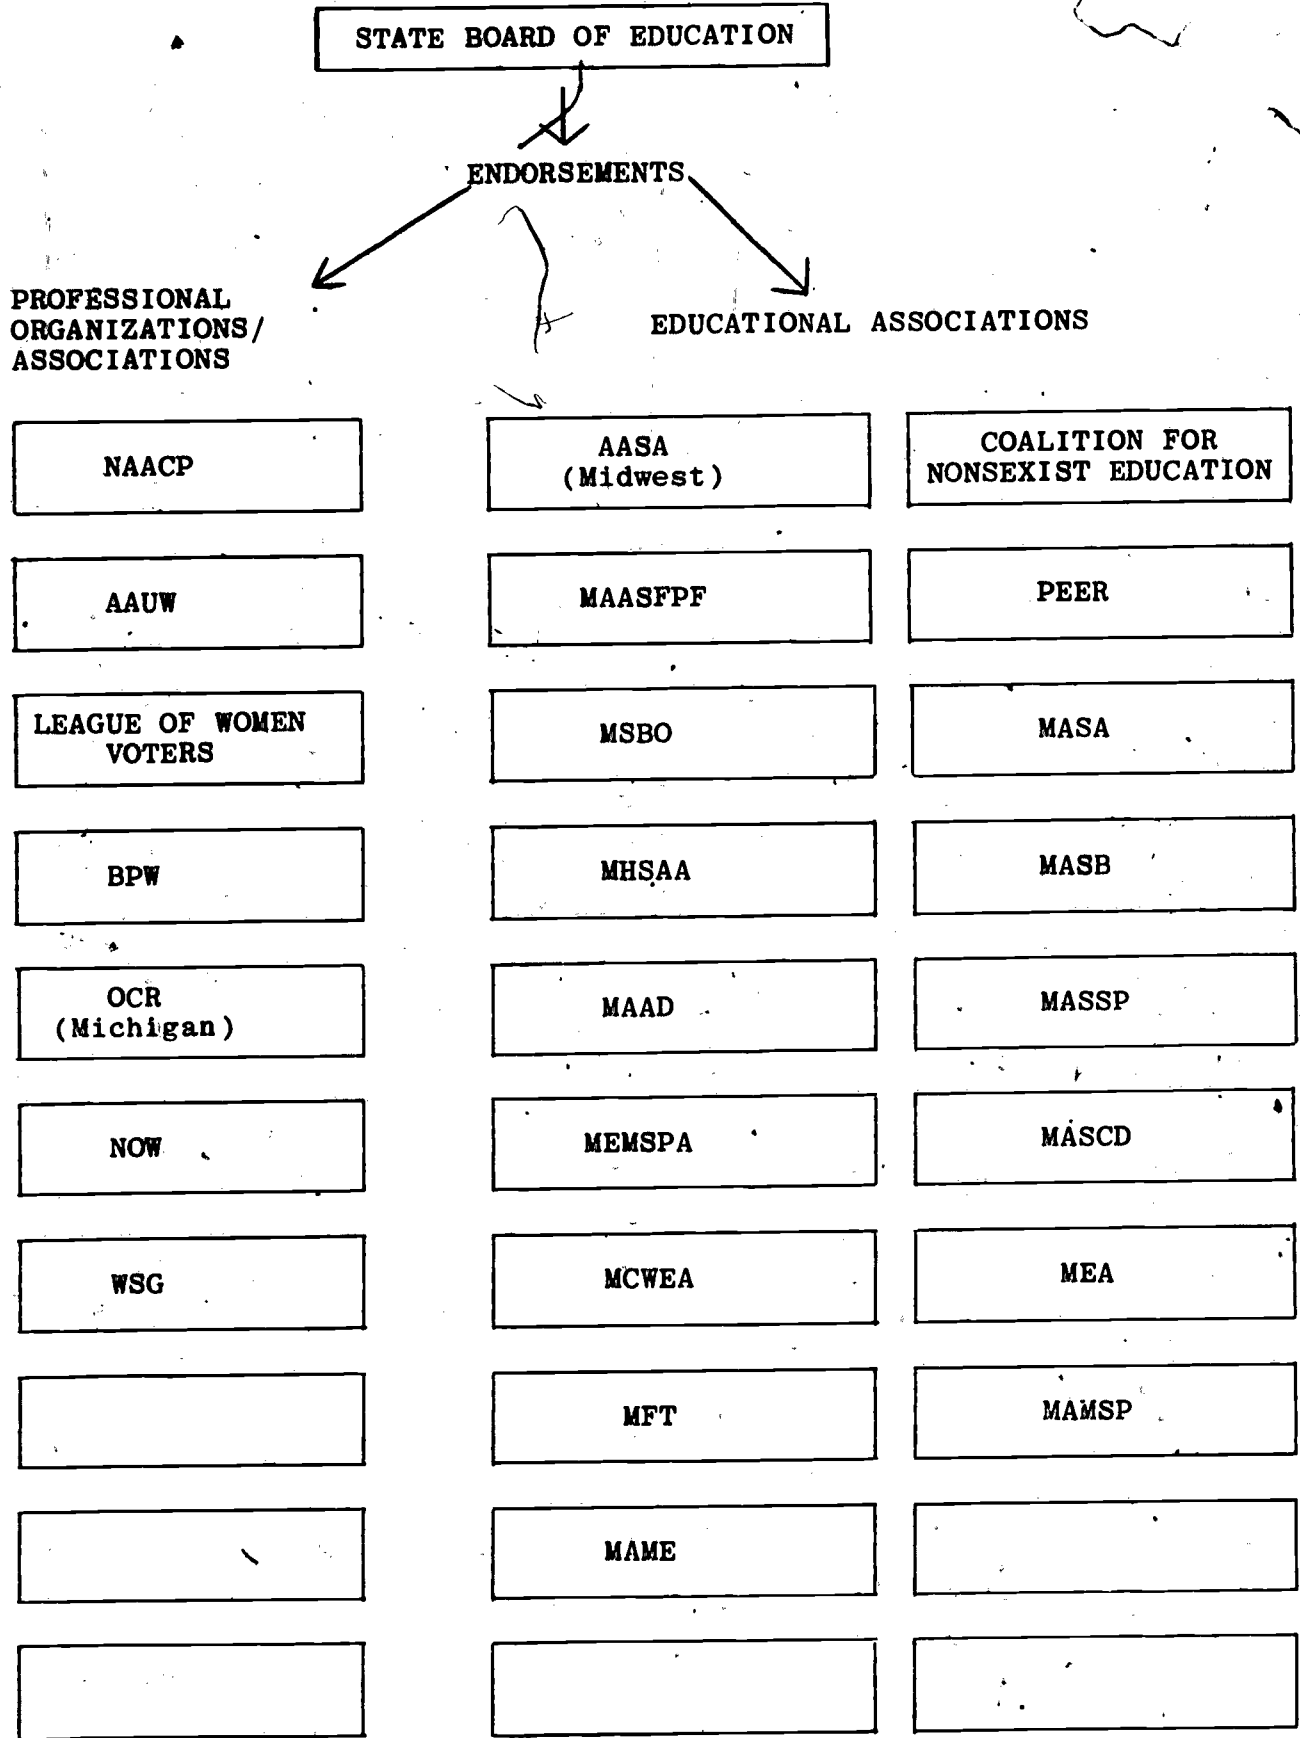 STATE BOARD OF EDUCATION
ENDORSEMENTS
PROFESSIONAL
ORGANIZATIONS/
ASSOCIATIONS
EDUCATIONAL ASSOCIATIONS
NAACP
AAUW
LEAGUE OF WOMEN
VOTERS
BPW
OCR
(Michigan)
NOW
WSG
AASA
(Midwest)
MAASFPF
MSBO
MHSAA
MAAD
MEMSPA
MCWEA
MFT
MAME
COALITION FOR
NONSEXIST EDUCATION
PEER
MASA
MASB
MASSP
MASCD
MEA
MAMSP